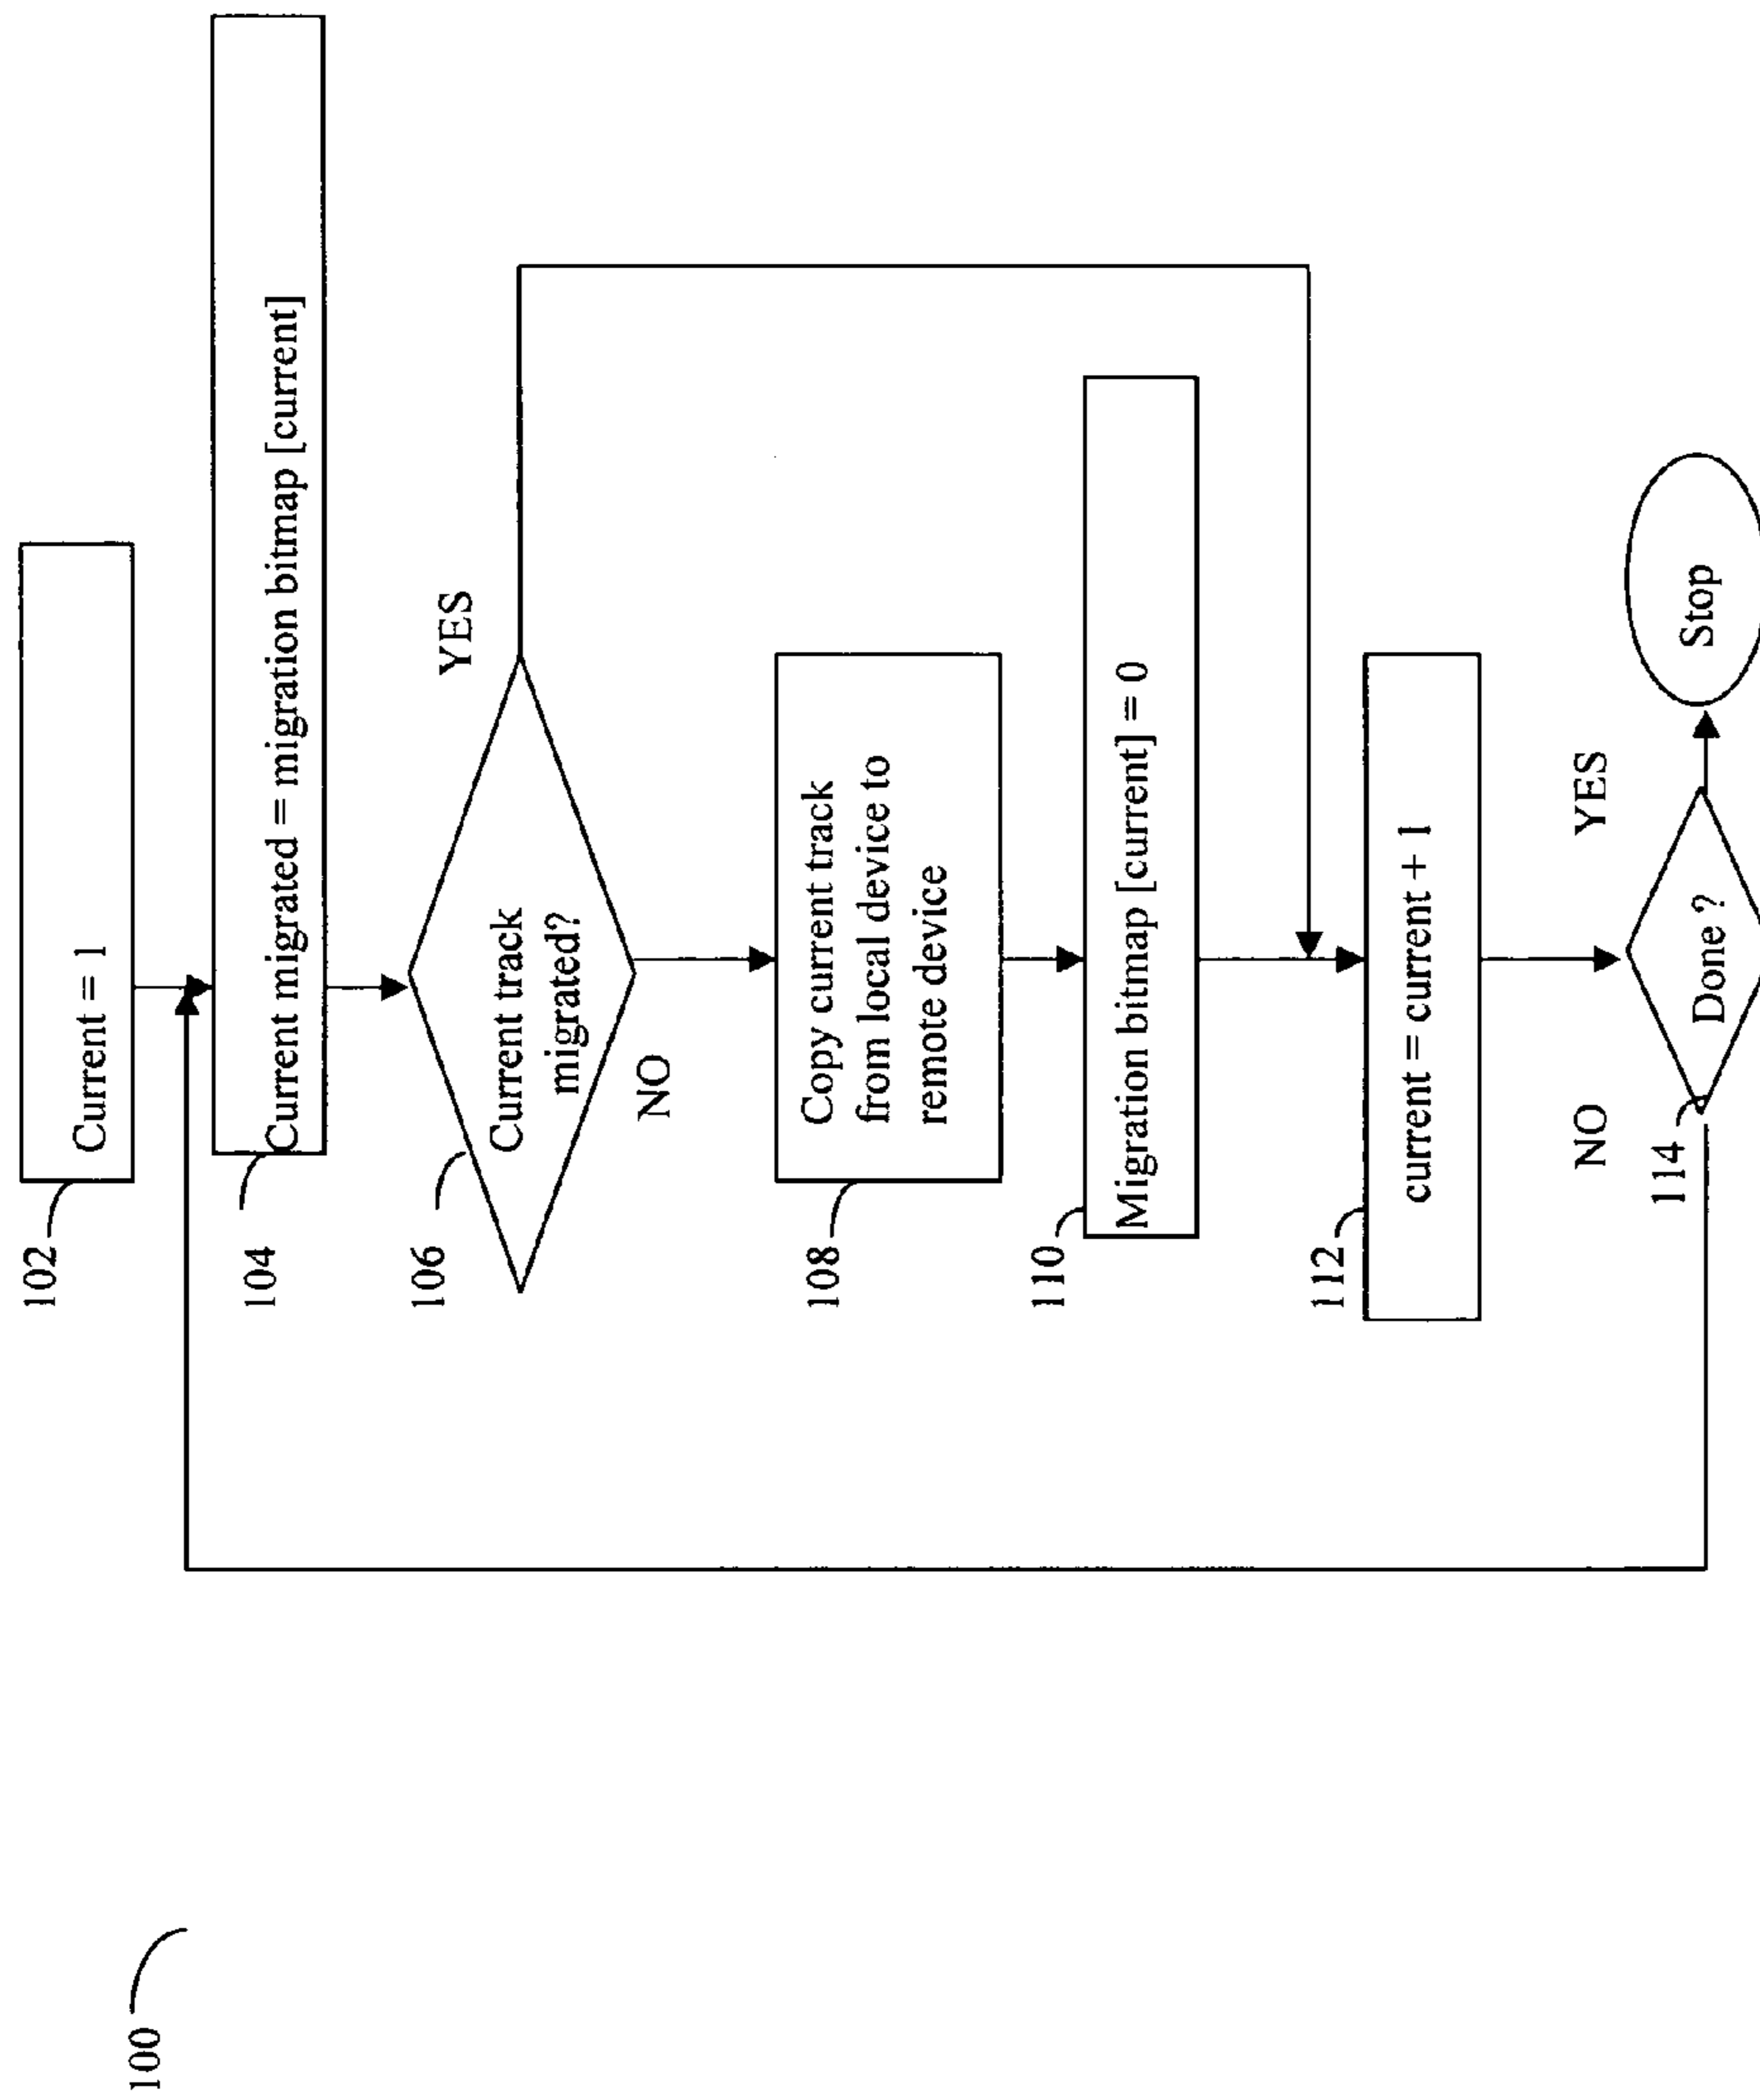 100
102
Current = 1
104
Current migrated = migration bitmap [current]
106
Current track
migrated?
YES
NO
108
Copy current track
from local device to
remote device
110
Migration bitmap [current] = 0
112
current = current + 1
NO
YES
114
Done ?
Stop